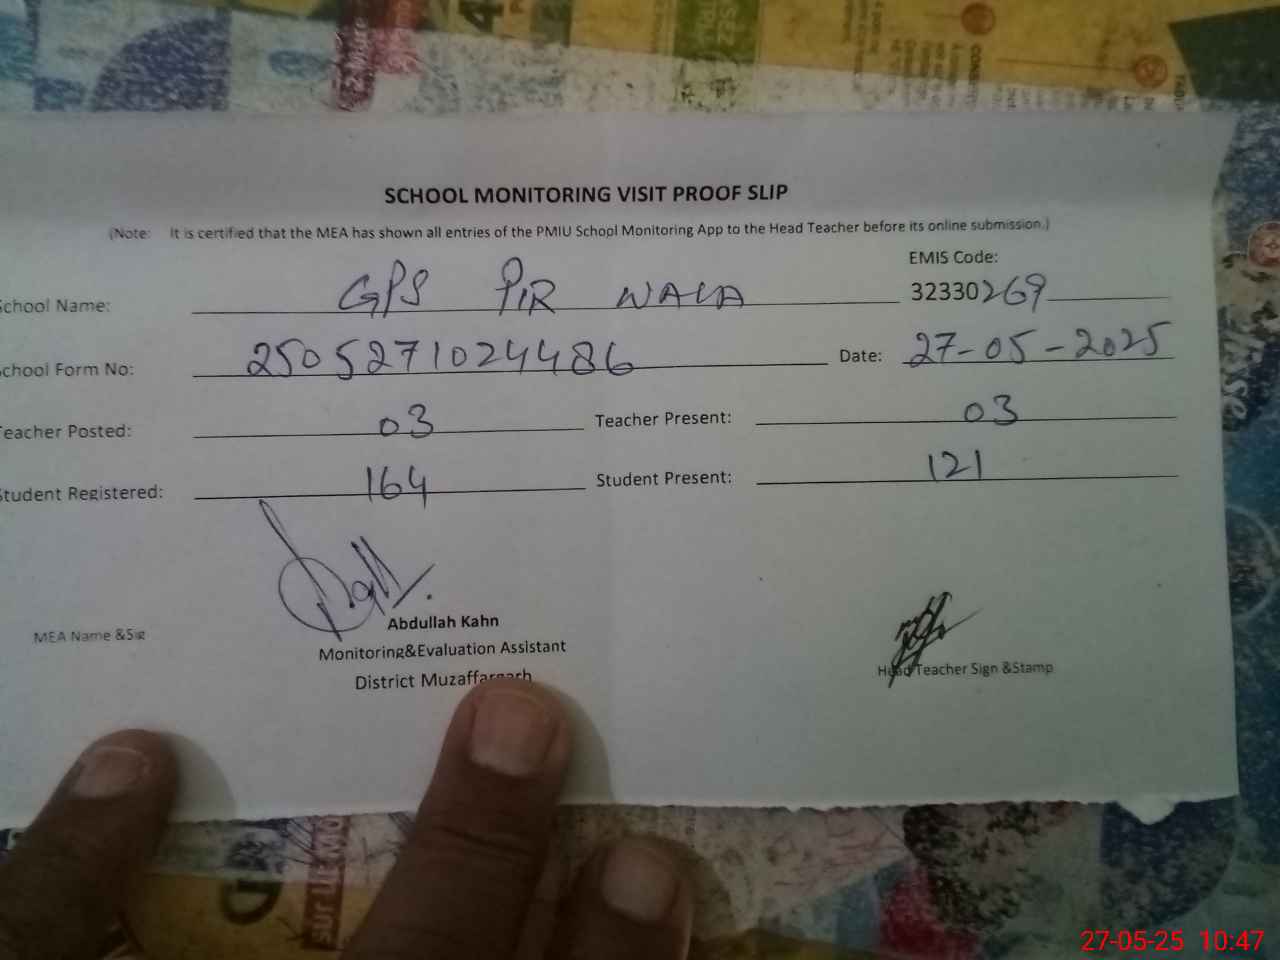 SCHOOL MONITORING VISIT PROOF SLIP
(Note: It is certified that the MEA has shown all entries of the PMIU School Monitoring App to the Head Teacher before its online submission.)
EMIS Code:
School Name: GPS PIR WALA 32330269
School Form No: 2505271024486 Date: 27-05-2025
Teacher Posted: 03 Teacher Present: 03
Student Registered: 164 Student Present: 121
Abdullah Kahn
MEA Name &Sig
Monitoring&Evaluation Assistant
Head Teacher Sign &Stamp
District Muzaffargarh
27-05-25 10:47